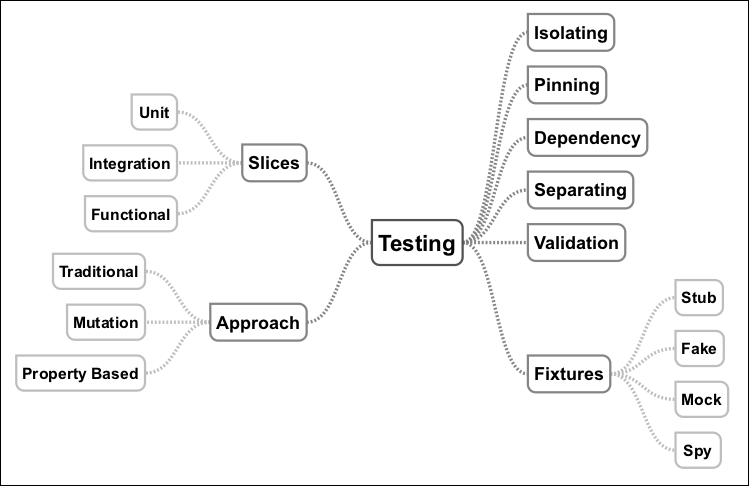 Isolating
Pinning
Unit
Dependency
Integration
Slices
Separating
Functional
Testing
Validation
Traditional
Stub
Mutation
Approach
Fake
Property Based
Fixtures
Mock
Spy